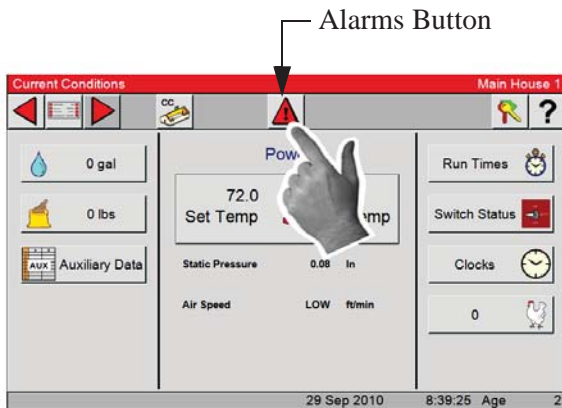 Alarms Button
Current Conditions Main House 1
CC
?
0 gal
0 lbs
AUX Auxiliary Data
72.0
Set Temp
Static Pressure 0.08 In
Air Speed LOW ft/min
Run Times
Switch Status
Clocks
0
29 Sep 2010 8:39:25 Age 2